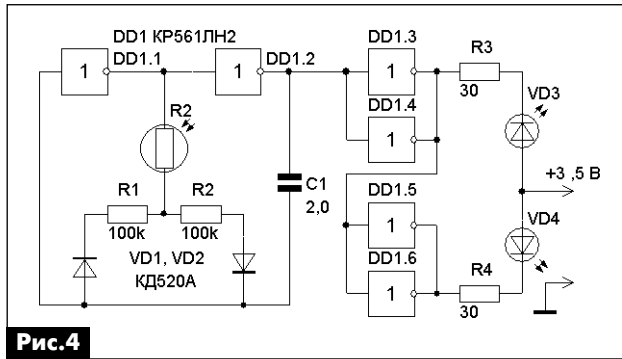 DD1 КР561ЛН2
DD1.1
DD1.2
DD1.3
DD1.4
DD1.5
DD1.6
1
1
1
1
1
1
R3
30
VD3
+3 ,5 В
VD4
R4
30
R2
R1
R2
100k
100k
C1
2,0
VD1, VD2
КД520А
Рис.4